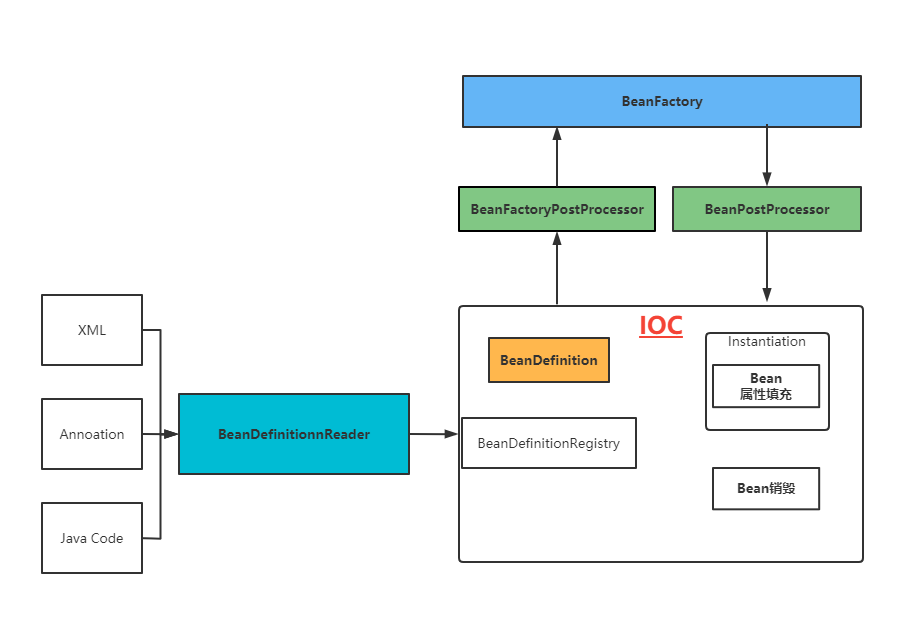 BeanFactory
BeanFactoryPostProcessor
BeanPostProcessor
XML
Annoation
Java Code
BeanDefinitionnReader
IOC
BeanDefinition
BeanDefinitionRegistry
Instantiation
Bean
属性填充
Bean销毁